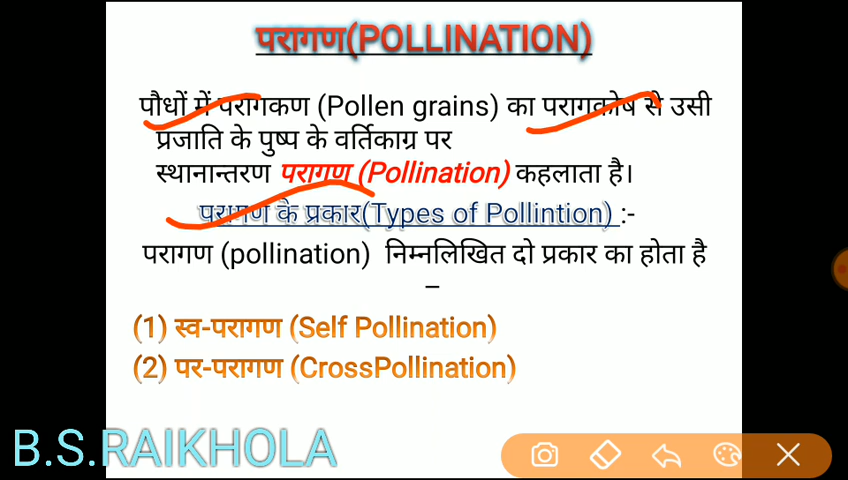 परागण(POLLINATION)
पौधों में परागकण (Pollen grains) का परागकोष से उसी
प्रजाति के पुष्प के वर्तिकाग्र पर
स्थानान्तरण परागण (Pollination) कहलाता है।
परागण के प्रकार(Types of Pollintion) :-
परागण (pollination) निम्नलिखित दो प्रकार का होता है
–
(1) स्व-परागण (Self Pollination)
(2) पर-परागण (CrossPollination)
B.S.RAIKHOLA